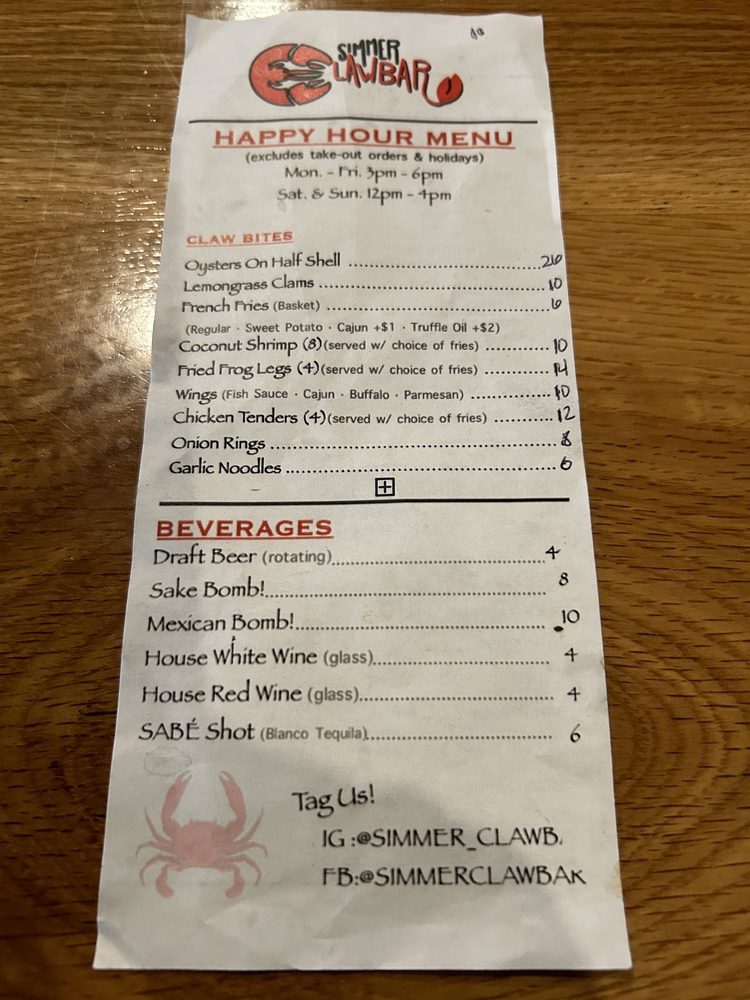 SIMMER
CLAWBAR
HAPPY HOUR MENU
(excludes take-out orders & holidays)
Mon. - Fri. 3pm - 6pm
Sat. & Sun. 12pm - 4pm
CLAW BITES
Oysters On Half Shell ........................................ 26
Lemongrass Clams ........................................ 10
French Fries (Basket) ........................................ 6
(Regular · Sweet Potato · Cajun +$1 · Truffle Oil +$2)
Coconut Shrimp (8)(served w/ choice of fries) ............ 10
Fried Frog Legs (4)(served w/ choice of fries) ............ 14
Wings (Fish Sauce · Cajun · Buffalo · Parmesan) ............ 10
Chicken Tenders (4)(served w/ choice of fries) ............ 12
Onion Rings ........................................ 8
Garlic Noodles ........................................ 6
BEVERAGES
Draft Beer (rotating)........................................ 4
Sake Bomb!........................................ 8
Mexican Bomb!........................................ 10
House White Wine (glass)........................................ 4
House Red Wine (glass)........................................ 4
SABÉ Shot (Blanco Tequila)........................................ 6
Tag Us!
IG :@SIMMER_CLAWB
FB:@SIMMERCLAWBAR